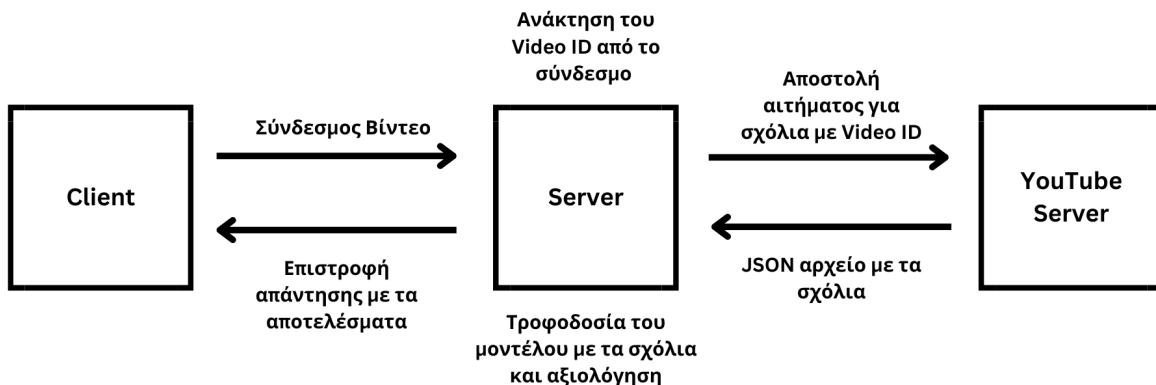 Ανάκτηση του
Video ID από το
σύνδεσμο
Σύνδεσμος Βίντεο
Αποστολή
αιτήματος για
σχόλια με Video ID
Client
Server
YouTube
Server
Επιστροφή
απάντησης με τα
αποτελέσματα
JSON αρχείο με τα
σχόλια
Τροφοδοσία του
μοντέλου με τα σχόλια
και αξιολόγηση